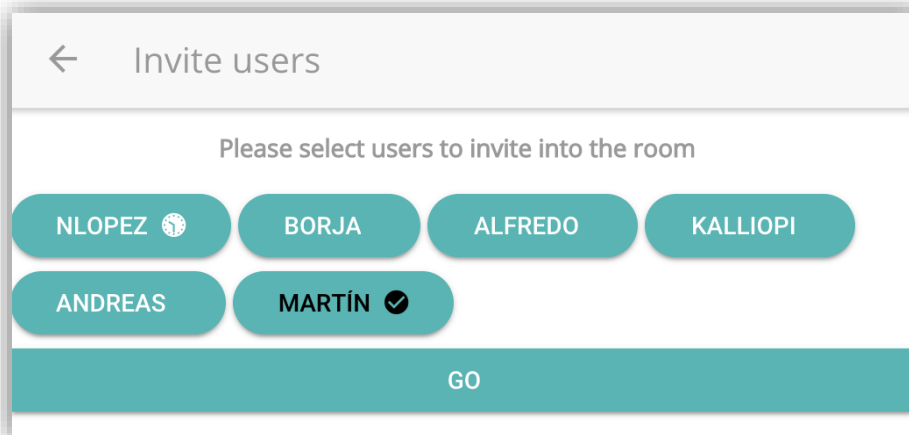 Invite users
Please select users to invite into the room
NLOPEZ BORJA ALFREDO KALLIOPI
ANDREAS MARTÍN
GO